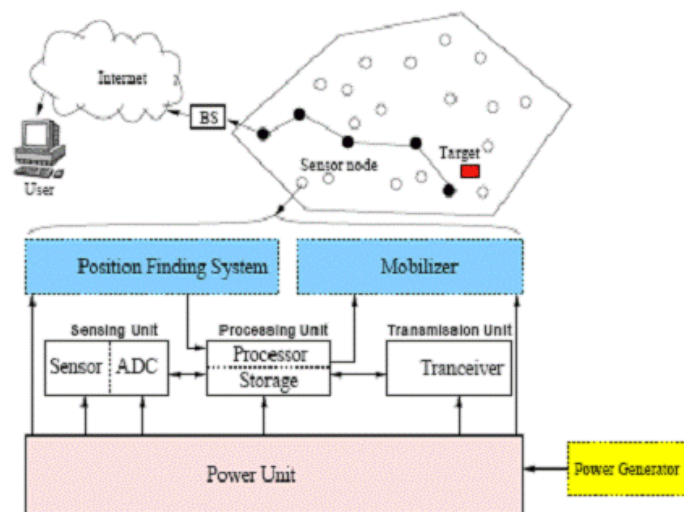 Internet
BS
User
Sensor node
Target
Position Finding System
Mobilizer
Sensing Unit
Processing Unit
Transmission Unit
Sensor
ADC
Processor
Storage
Tranceiver
Power Unit
Power Generator